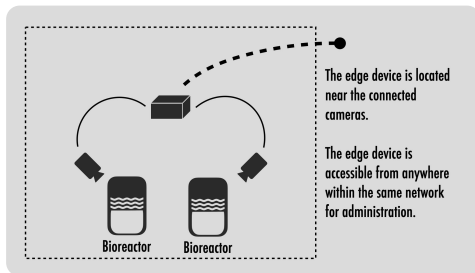 The edge device is located
near the connected
cameras.
The edge device is
accessible from anywhere
within the same network
for administration.
Bioreactor
Bioreactor